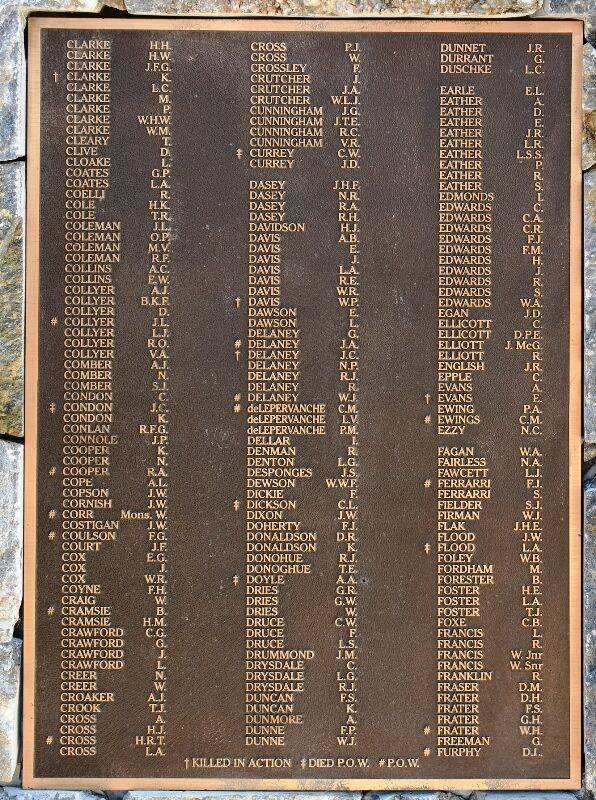 CLARKE H.H.
CLARKE H.W.
CLARKE J.F.G.
† CLARKE K.
CLARKE L.C.
CLARKE M.
CLARKE P.
CLARKE W.H.W.
CLARKE W.M.
CLEARY T.
CLIVE D.
CLOAKE L.
COATES G.P.
COATES L.A.
COELLI R.
COLE H.K.
COLE T.R.
COLEMAN J.L.
COLEMAN O.P.
COLEMAN M.V.
COLEMAN R.F.
COLLINS A.C.
COLLINS E.W.
COLLYER A.J.
COLLYER B.K.F.
COLLYER D.
# COLLYER J.L.
COLLYER L.J.
COLLYER R.O.
COLLYER V.A.
COMBER A.J.
COMBER N.
COMBER S.J.
CONDON C.
‡ CONDON J.C.
CONDON K.
CONLAN R.F.G.
CONNOLE J.P.
COOPER K.
COOPER N.
# COOPER R.A.
COPE A.L.
COPSON J.W.
CORNISH J.W.
# CORR Mons. W.
COSTIGAN J.W.
# COULSON F.G.
COURT J.F.
COX E.G.
COX J.
COX W.R.
COYNE F.H.
CRAIG W.
# CRAMSIE B.
CRAMSIE H.M.
CRAWFORD C.G.
CRAWFORD G.
CRAWFORD J.
CRAWFORD L.
CREER N.
CREER W.
CROAKER A.J.
CROOK T.J.
CROSS A.
CROSS H.J.
# CROSS H.R.T.
CROSS L.A.
CROSS P.J.
CROSS W.
CROSSLEY F.
CRUTCHER J.
CRUTCHER J.A.
CRUTCHER W.L.J.
CUNNINGHAM J.G.
CUNNINGHAM J.T.E.
CUNNINGHAM R.C.
CUNNINGHAM V.R.
‡ CURREY C.W.
CURREY J.D.
DASEY J.H.F.
DASEY N.R.
DASEY R.A.
DASEY R.H.
DAVIDSON H.J.
DAVIS A.B.
DAVIS E.
DAVIS J.
DAVIS L.A.
DAVIS R.E.
DAVIS W.R.
† DAVIS W.P.
DAWSON E.
DAWSON L.
DELANEY G.
# DELANEY J.A.
† DELANEY J.C.
DELANEY N.P.
DELANEY R.J.
DELANEY R.J.
# DELANEY W.J.
# deLEPERVANCHE C.M.
deLEPERVANCHE L.V.
deLEPERVANCHE P.M.
DELLAR I.
DENMAN R.
DENTON L.G.
DESPONGES J.S.
DEWSON W.W.F.
DICKIE F.
‡ DICKSON C.L.
DIXON J.W.
DOHERTY F.J.
DONALDSON D.R.
DONALDSON K.
DONOHUE R.J.
DONOGHUE T.E.
‡ DOYLE A.A.
DRIES G.R.
DRIES G.W.
DRIES W.
DRUCE C.W.
DRUCE F.
DRUCE L.S.
DRUMMOND J.M.
DRYSDALE C.
DRYSDALE L.G.
DRYSDALE R.J.
DUNCAN F.S.
DUNCAN K.
DUNMORE A.
DUNNE F.P.
DUNNE W.J.
DUNNET J.R.
DURRANT G.
DUSCHKE L.C.
EARLE E.L.
EATHER A.
EATHER D.
EATHER E.
EATHER J.R.
EATHER L.R.
EATHER L.S.S.
EATHER P.
EATHER R.
EATHER S.
EDMONDS I.
EDWARDS C.
EDWARDS C.A.
EDWARDS C.R.
EDWARDS F.J.
EDWARDS F.M.
EDWARDS H.
EDWARDS J.
EDWARDS R.
EDWARDS S.
EDWARDS W.A.
EGAN J.D.
ELLICOTT C.
ELLICOTT D.P.E.
ELLIOTT J. McG.
ELLIOTT R.
ENGLISH J.R.
EPPLE C.
EVANS A.
† EVANS E.
EWING P.A.
# EWINGS C.M.
EZZY N.C.
FAGAN W.A.
FAIRLESS N.A.
FAWCETT L.J.
# FERRARRI F.J.
FERRARRI S.
FIELDER S.J.
FIRMAN W.J.
FLAK J.H.E.
FLOOD J.W.
‡ FLOOD L.A.
FOLEY W.B.
FORDHAM M.
FORESTER B.
FOSTER H.E.
FOSTER L.A.
FOSTER T.J.
FOXE C.B.
FRANCIS L.
FRANCIS R.
FRANCIS W. Jnr
FRANCIS W. Snr
FRANKLIN R.
FRASER D.M.
FRATER D.H.
FRATER F.S.
FRATER G.H.
# FRATER W.H.
FREEMAN G.
# FURPHY D.L.
† KILLED IN ACTION ‡ DIED P.O.W. # P.O.W.